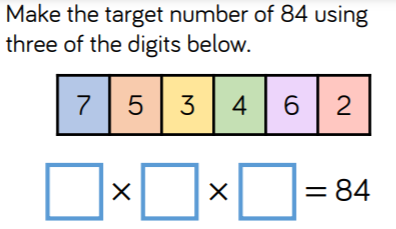 Make the target number of 84 using
three of the digits below.
7 5 3 4 6 2
× × = 84